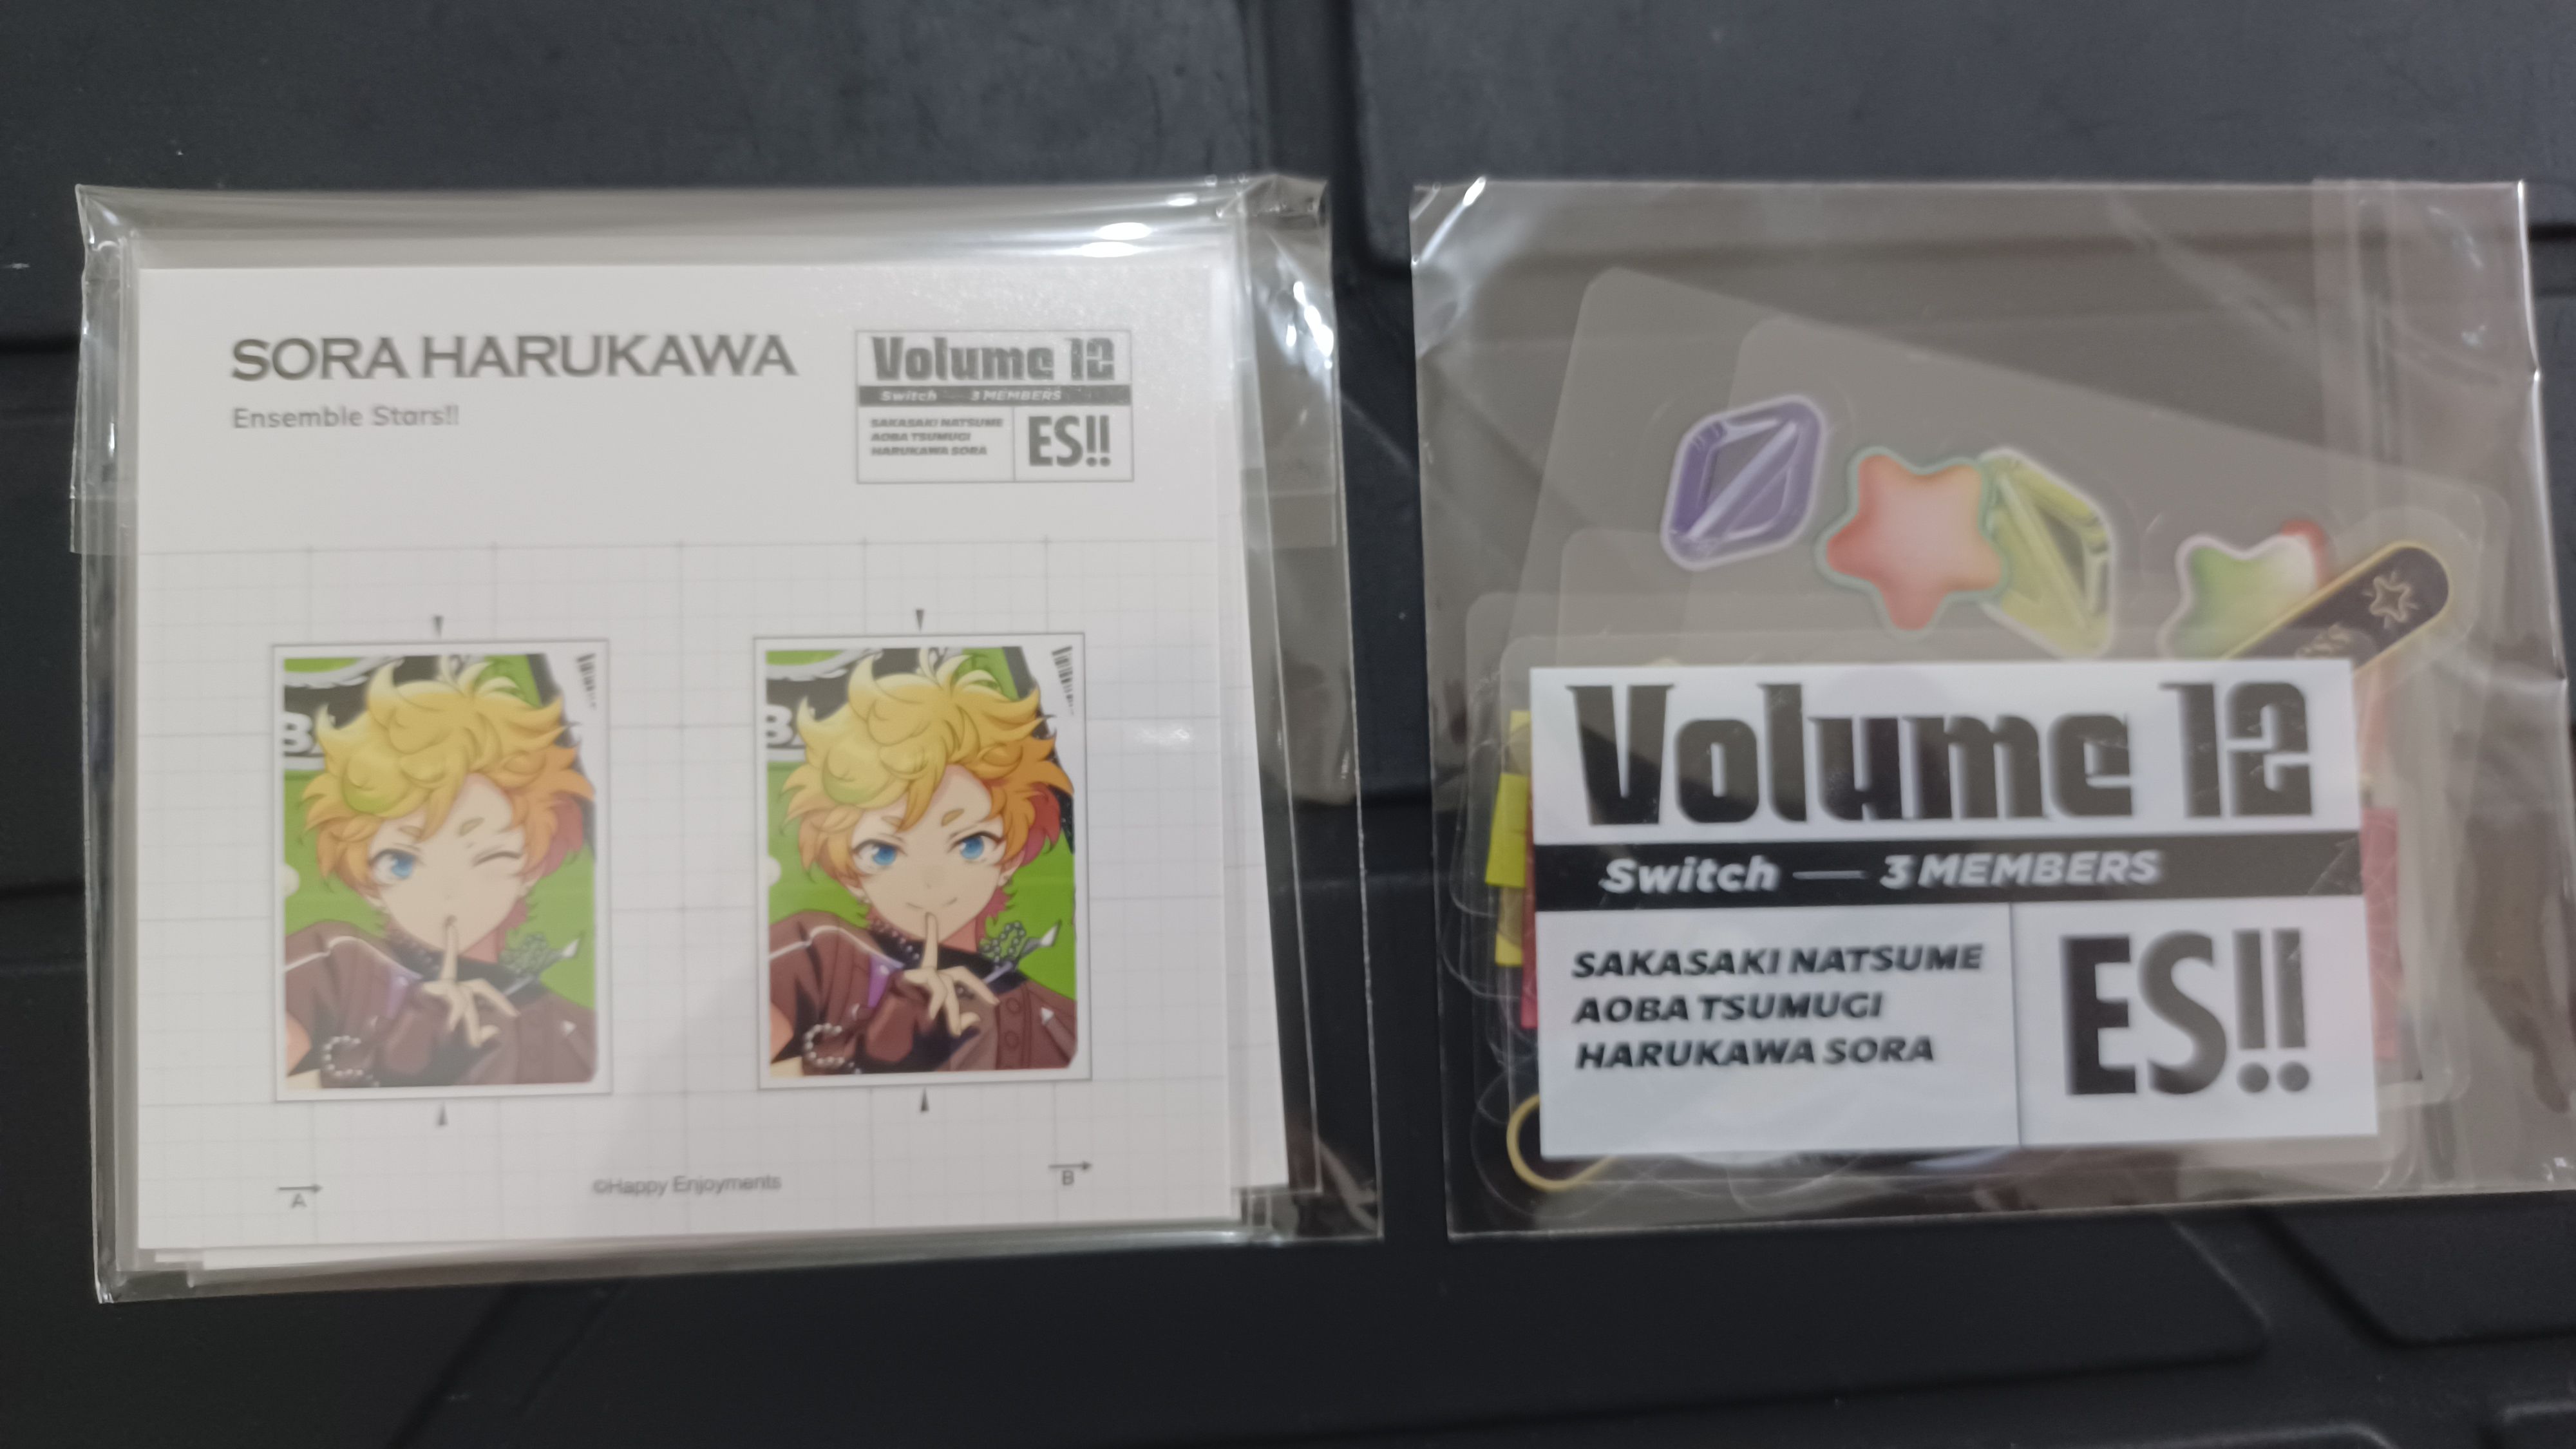 SORA HARUKAWA
Ensemble Stars!!
Volume 12
Switch — 3 MEMBERS
SAKASAKI NATSUME
AOBA TSUMUGI
HARUKAWA SORA
ES!!
A
©Happy Enjoyments
B
Volume 12
Switch — 3 MEMBERS
SAKASAKI NATSUME
AOBA TSUMUGI
HARUKAWA SORA
ES!!